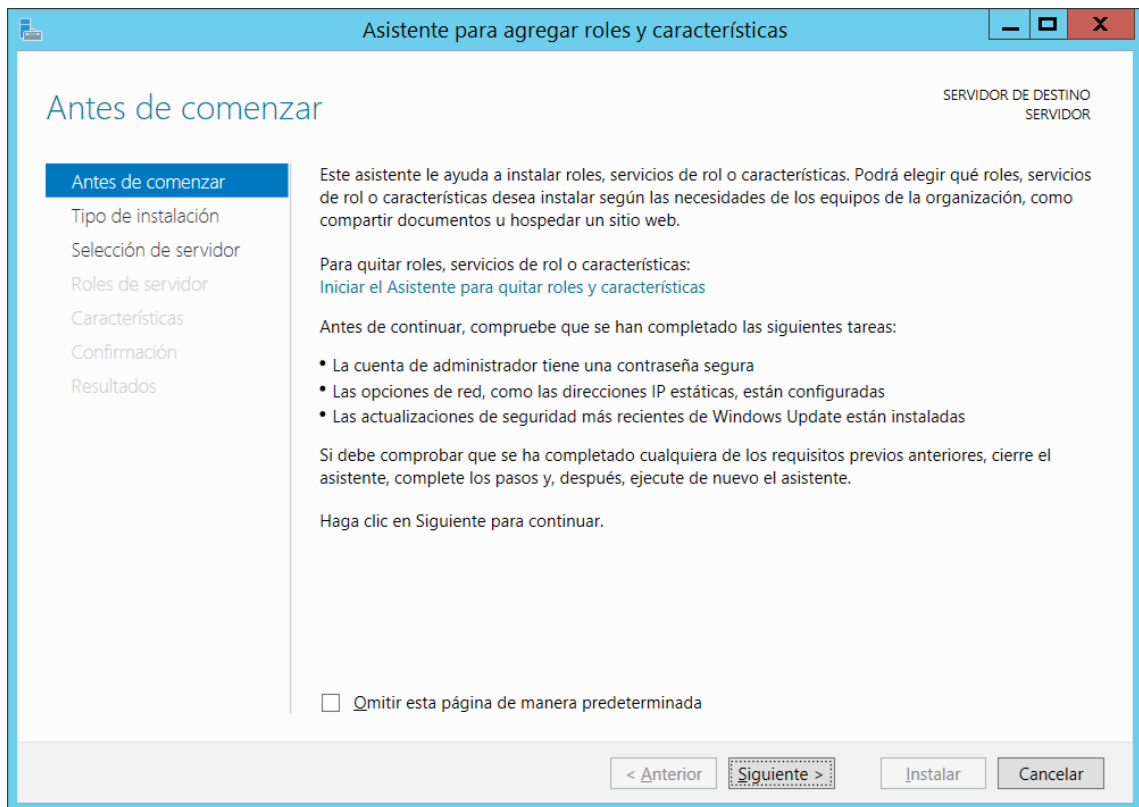 Asistente para agregar roles y características
Antes de comenzar
SERVIDOR DE DESTINO
SERVIDOR
Antes de comenzar
Tipo de instalación
Selección de servidor
Roles de servidor
Características
Confirmación
Resultados
Este asistente le ayuda a instalar roles, servicios de rol o características. Podrá elegir qué roles, servicios
de rol o características desea instalar según las necesidades de los equipos de la organización, como
compartir documentos u hospedar un sitio web.
Para quitar roles, servicios de rol o características:
Iniciar el Asistente para quitar roles y características
Antes de continuar, compruebe que se han completado las siguientes tareas:
• La cuenta de administrador tiene una contraseña segura
• Las opciones de red, como las direcciones IP estáticas, están configuradas
• Las actualizaciones de seguridad más recientes de Windows Update están instaladas
Si debe comprobar que se ha completado cualquiera de los requisitos previos anteriores, cierre el
asistente, complete los pasos y, después, ejecute de nuevo el asistente.
Haga clic en Siguiente para continuar.
Omitir esta página de manera predeterminada
< Anterior
Siguiente >
Instalar
Cancelar